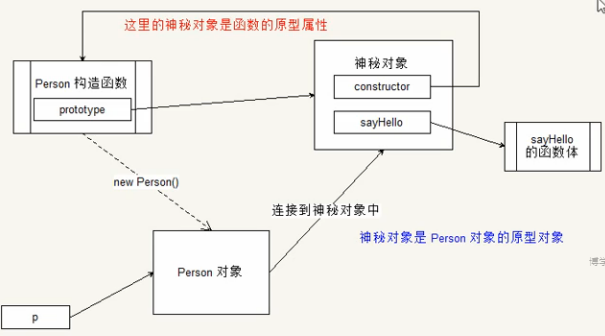 这里的神秘对象是函数的原型属性
神秘对象
Person 构造函数
constructor
prototype
sayHello
sayHello
的函数体
new Person()
连接到神秘对象中
神秘对象是 Person 对象的原型对象
Person 对象
博学
p